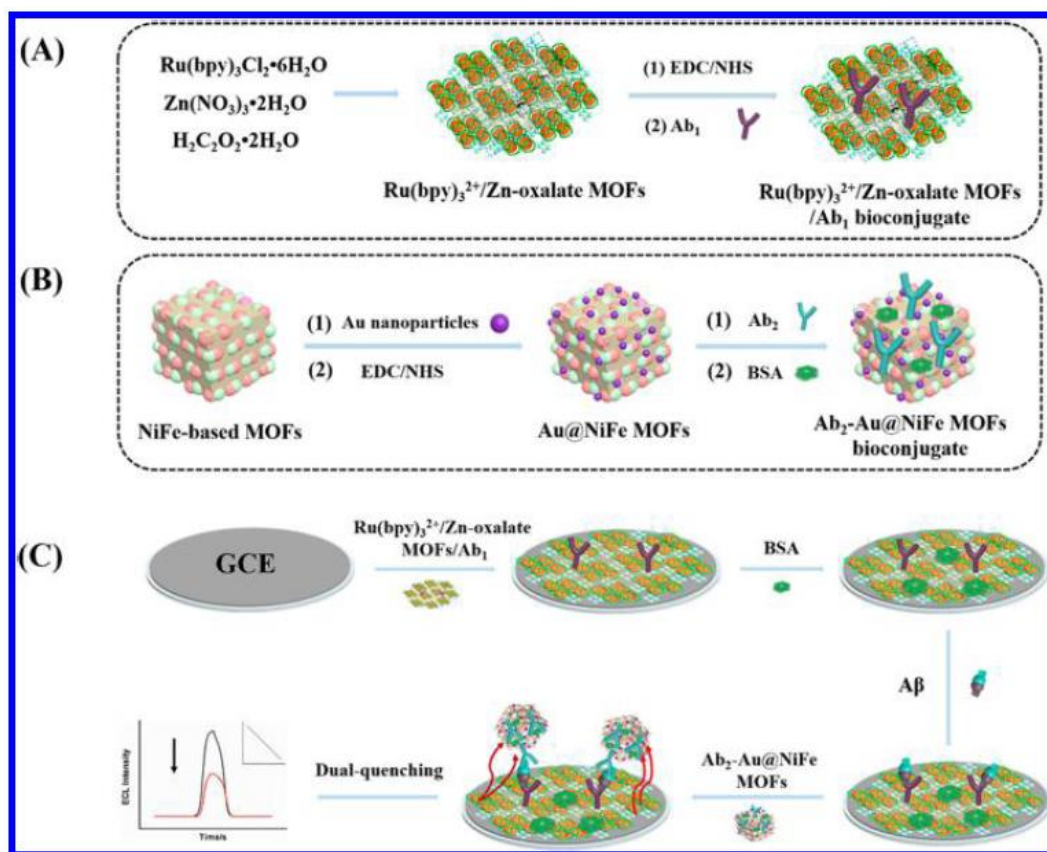 (A)
Ru(bpy)₃Cl₂•6H₂O
Zn(NO₃)₃•2H₂O
H₂C₂O₂•2H₂O
(1) EDC/NHS
(2) Ab₁
Ru(bpy)₃²⁺/Zn-oxalate MOFs
Ru(bpy)₃²⁺/Zn-oxalate MOFs
/Ab₁ bioconjugate
(B)
(1) Au nanoparticles
(2) EDC/NHS
(1) Ab₂
(2) BSA
NiFe-based MOFs
Au@NiFe MOFs
Ab₂-Au@NiFe MOFs
bioconjugate
(C)
GCE
Ru(bpy)₃²⁺/Zn-oxalate
MOFs/Ab₁
BSA
Aβ
Ab₂-Au@NiFe
MOFs
Dual-quenching
ECL Intensity
Tims/s